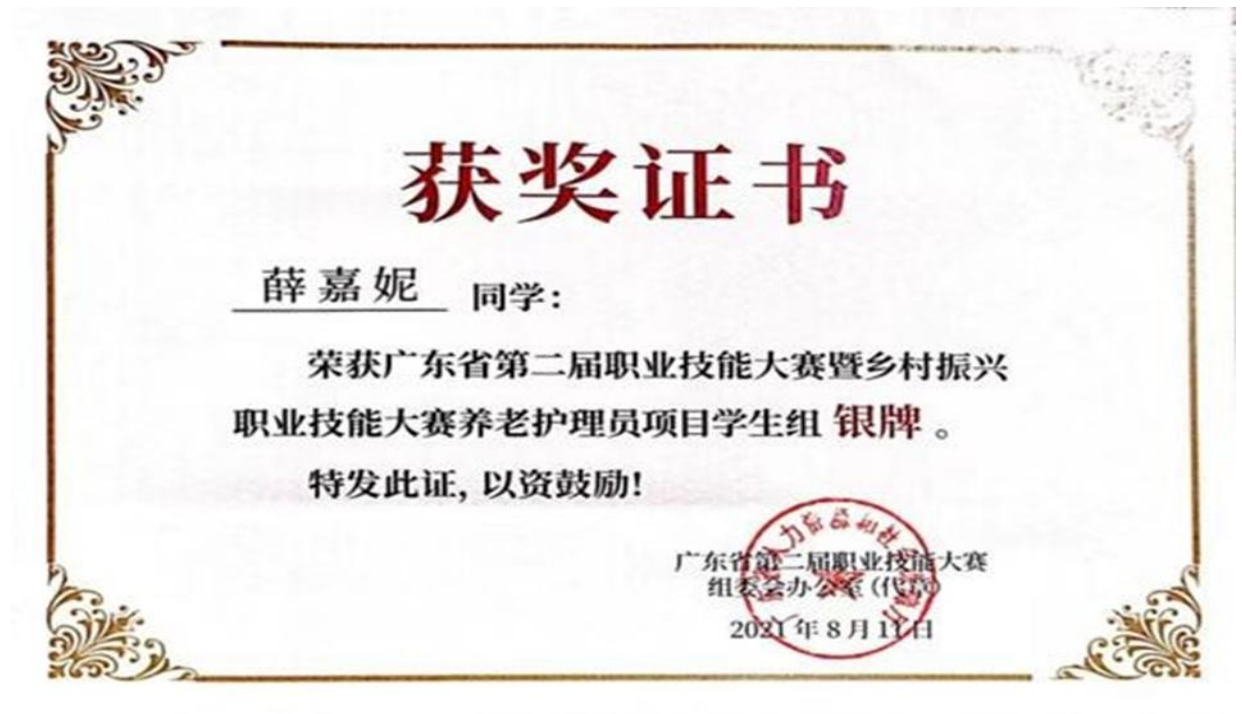 获奖证书
薛嘉妮 同学：
荣获广东省第二届职业技能大赛暨乡村振兴
职业技能大赛养老护理员项目学生组 银牌 。
特发此证, 以资鼓励!
广东省第二届职业技能大赛
组委会办公室(代章)
2021年8月11日